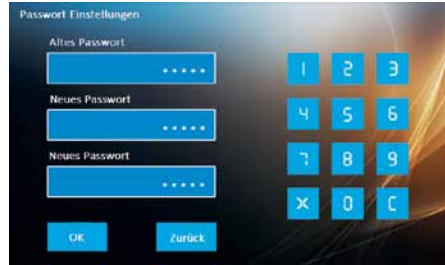 Passwort Einstellungen
Altes Passwort
*****
Neues Passwort
*****
Neues Passwort
*****
OK Zurück
1 2 3
4 5 6
7 8 9
X 0 C